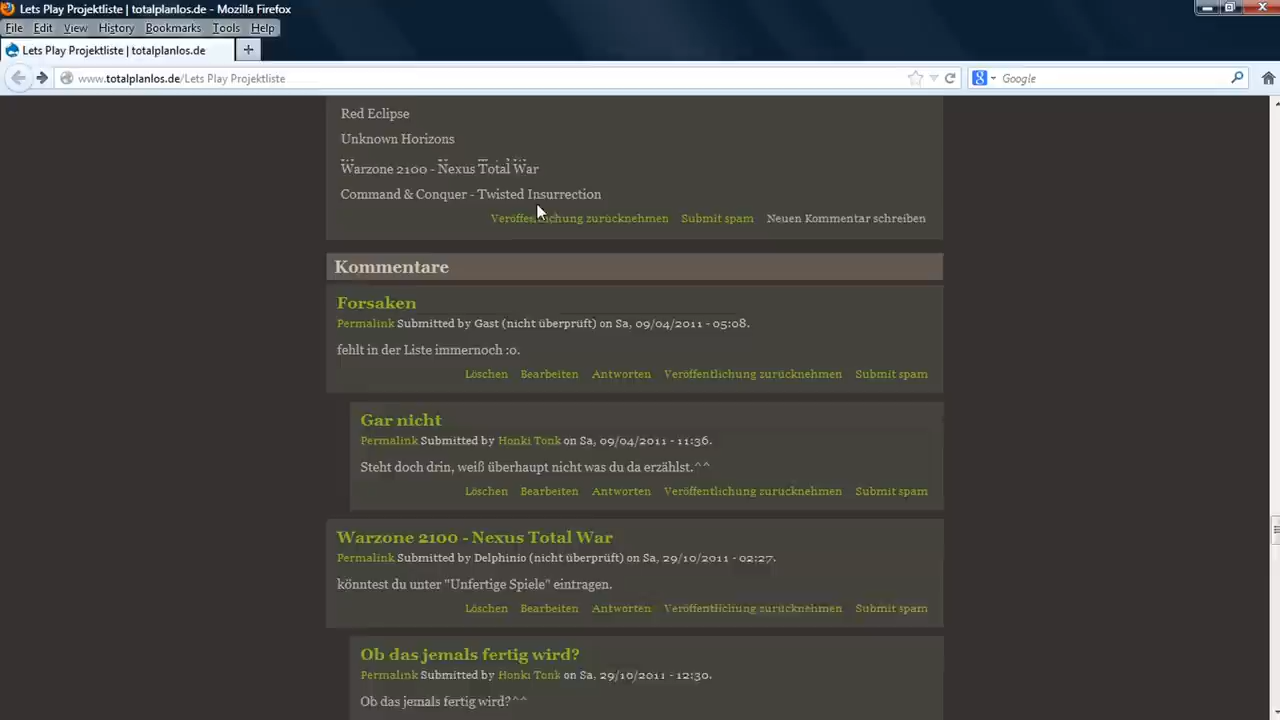 Lets Play Projektliste | totalplanlos.de - Mozilla Firefox
File Edit View History Bookmarks Tools Help
Lets Play Projektliste | totalplanlos.de
www.totalplanlos.de/Lets Play Projektliste
Google
Red Eclipse
Unknown Horizons
Warzone 2100 - Nexus Total War
Command & Conquer - Twisted Insurrection
Veröffentlichung zurücknehmen Submit spam Neuen Kommentar schreiben
Kommentare
Forsaken
Permalink Submitted by Gast (nicht überprüft) on Sa, 09/04/2011 - 05:08.
fehlt in der Liste immernoch :o.
Löschen Bearbeiten Antworten Veröffentlichung zurücknehmen Submit spam
Gar nicht
Permalink Submitted by Honki Tonk on Sa, 09/04/2011 - 11:36.
Steht doch drin, weiß überhaupt nicht was du da erzählst.^^
Löschen Bearbeiten Antworten Veröffentlichung zurücknehmen Submit spam
Warzone 2100 - Nexus Total War
Permalink Submitted by Delphinio (nicht überprüft) on Sa, 29/10/2011 - 02:27.
könntest du unter "Unfertige Spiele" eintragen.
Löschen Bearbeiten Antworten Veröffentlichung zurücknehmen Submit spam
Ob das jemals fertig wird?
Permalink Submitted by Honki Tonk on Sa, 29/10/2011 - 12:30.
Ob das jemals fertig wird?^^